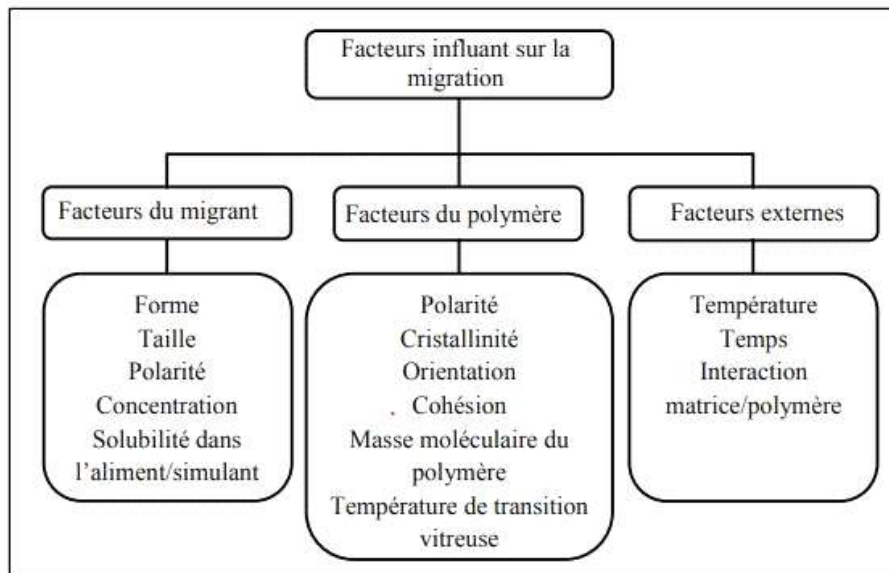 Facteurs influant sur la
migration
Facteurs du migrant
Facteurs du polymère
Facteurs externes
Forme
Taille
Polarité
Concentration
Solubilité dans
l’aliment/simulant
Polarité
Cristallinité
Orientation
Cohésion
Masse moléculaire du
polymère
Température de transition
vitreuse
Température
Temps
Interaction
matrice/polymère